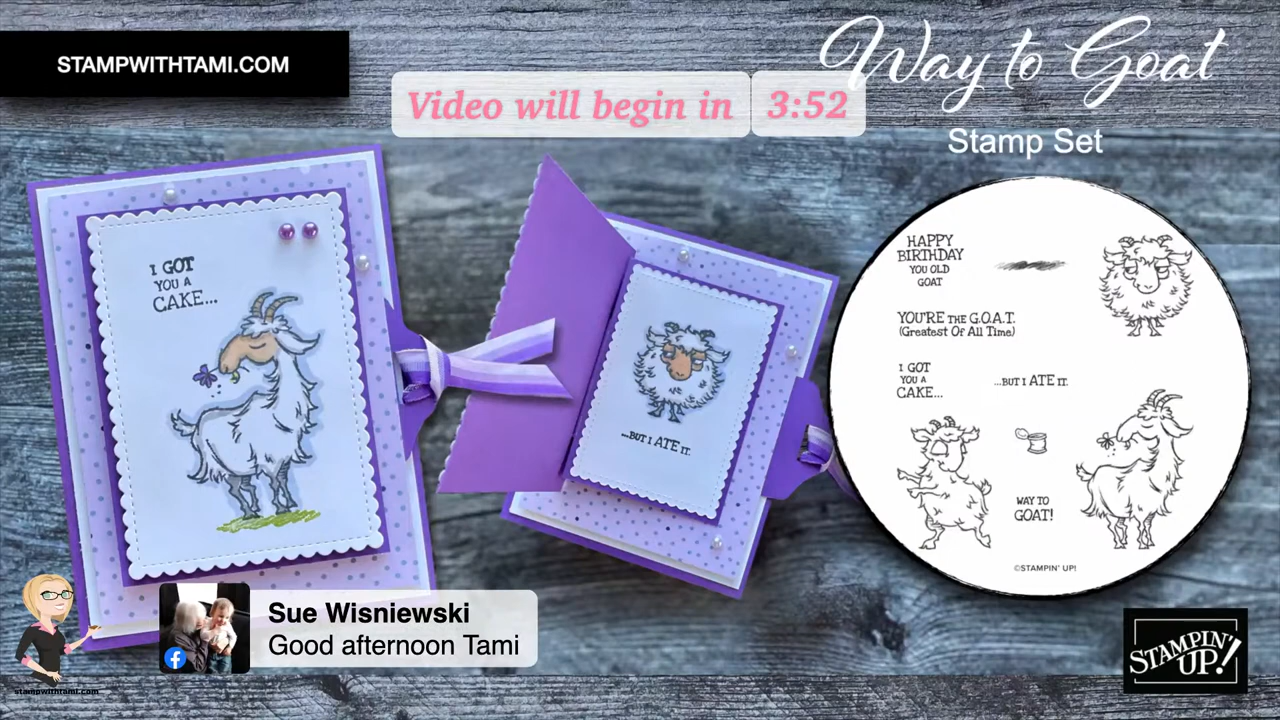 STAMPWITHTAMI.COM
Video will begin in 3:52
Way to Goat
Stamp Set
I GOT
YOU A
CAKE...
...BUT I ATE IT.
HAPPY
BIRTHDAY
YOU OLD
GOAT
YOU'RE THE G.O.A.T.
(Greatest Of All Time)
I GOT
YOU A
CAKE...
...BUT I ATE IT.
WAY TO
GOAT!
©STAMPIN' UP!
Sue Wisniewski
Good afternoon Tami
stampwithtami.com
STAMPIN'
UP!